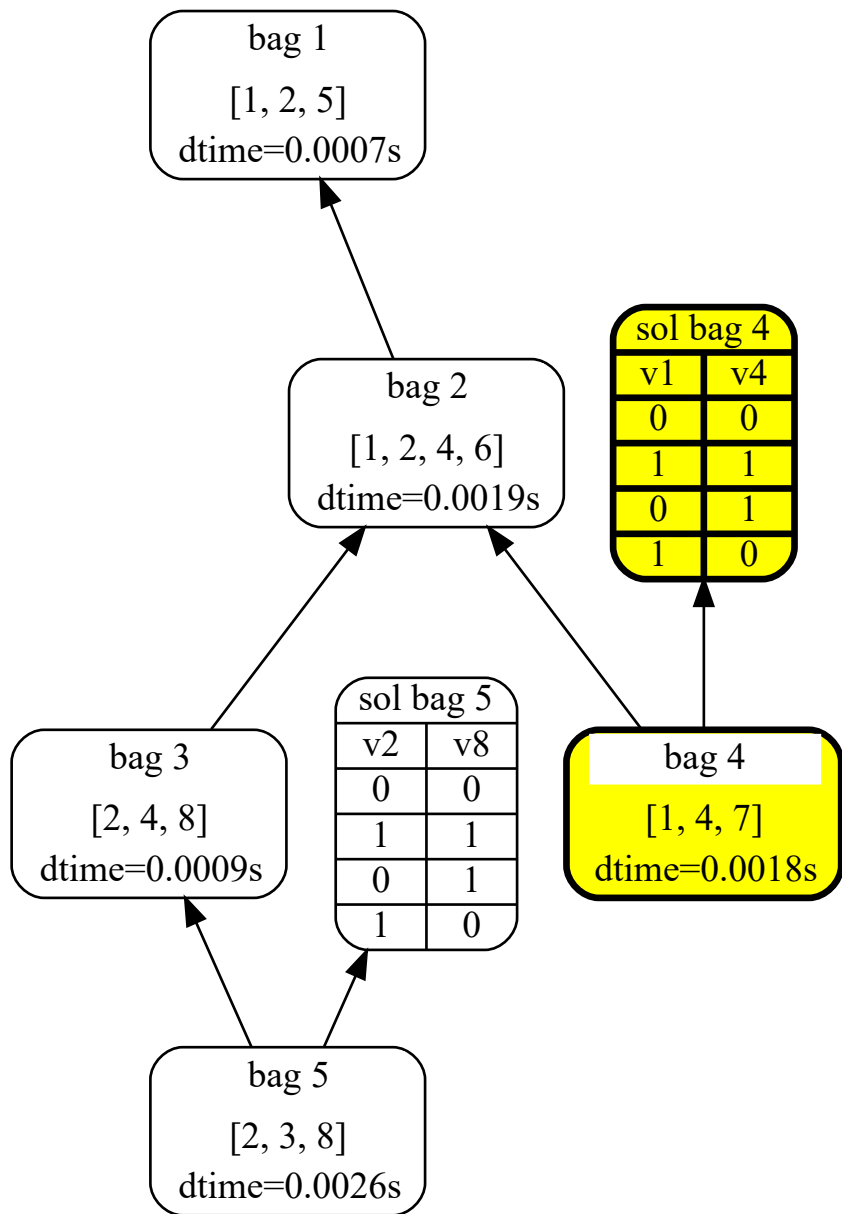 bag 1
[1, 2, 5]
dtime=0.0007s
sol bag 4
v1 v4
0 0
1 1
0 1
1 0
bag 2
[1, 2, 4, 6]
dtime=0.0019s
sol bag 5
v2 v8
0 0
1 1
0 1
1 0
bag 3
[2, 4, 8]
dtime=0.0009s
bag 4
[1, 4, 7]
dtime=0.0018s
bag 5
[2, 3, 8]
dtime=0.0026s